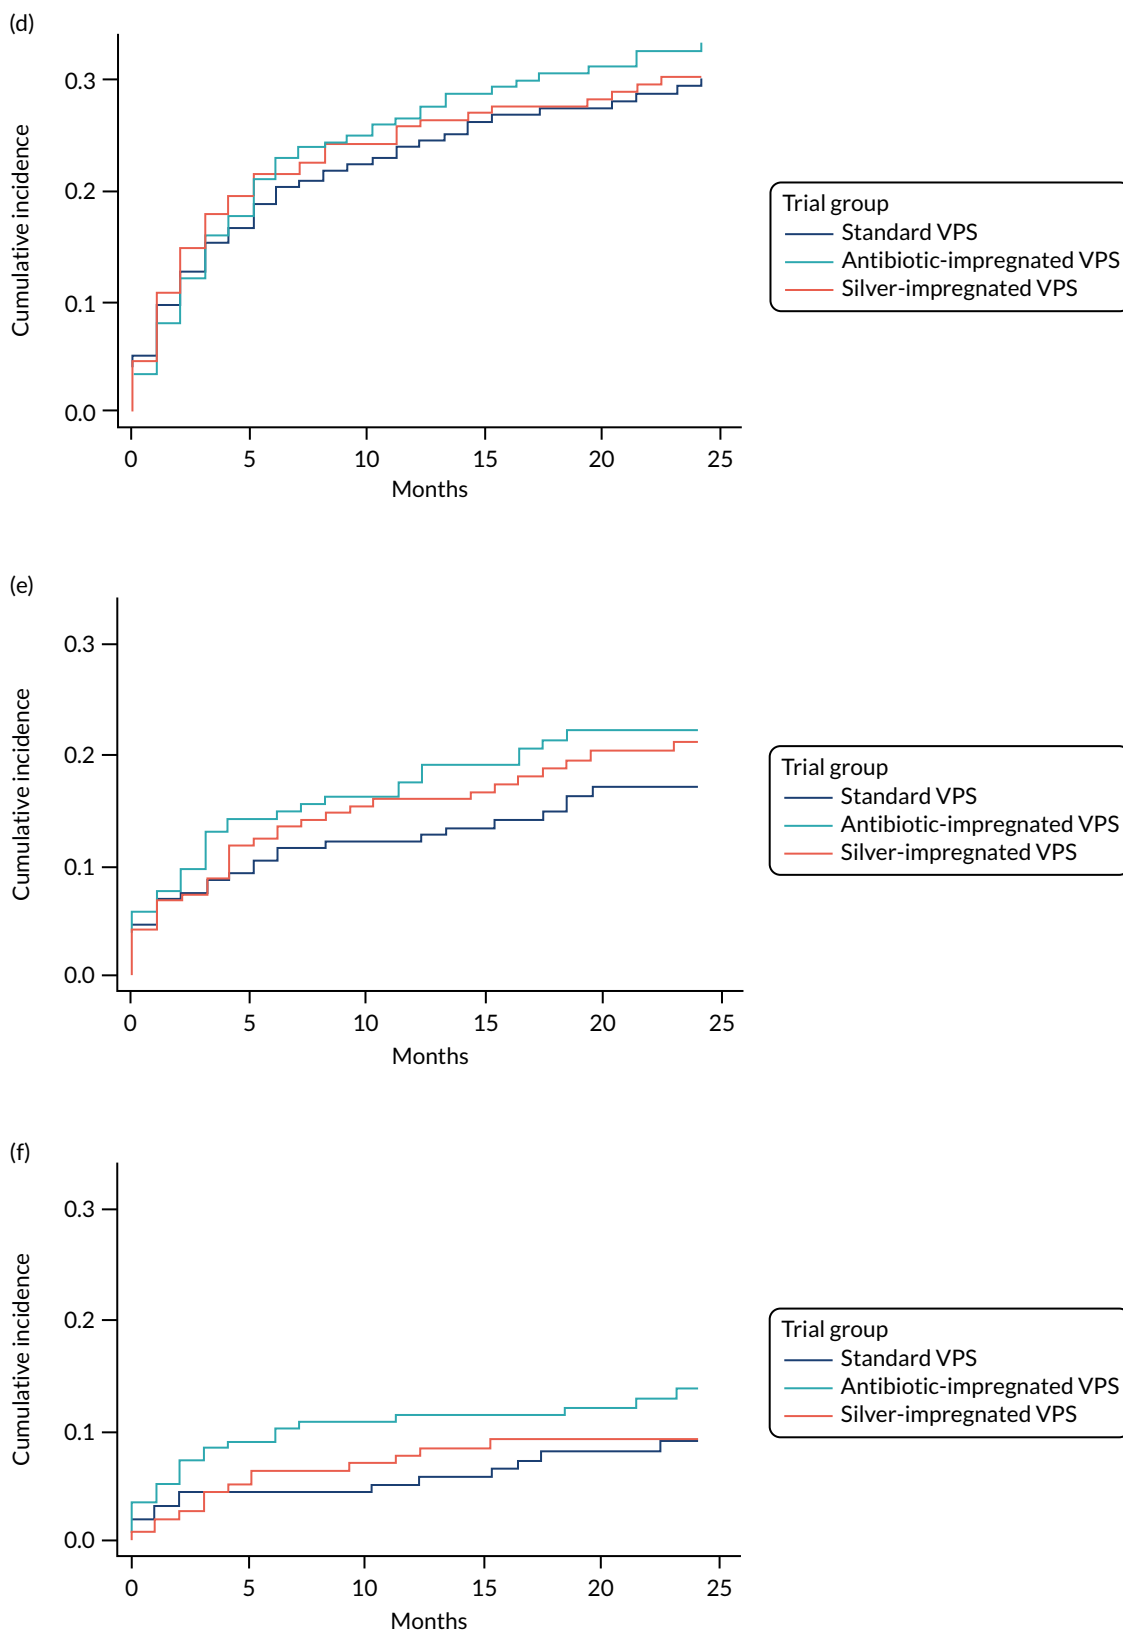 (d)
Cumulative incidence
0.3
0.2
0.1
0.0
0 5 10 15 20 25
Months
Trial group
Standard VPS
Antibiotic-impregnated VPS
Silver-impregnated VPS
(e)
Cumulative incidence
0.3
0.2
0.1
0.0
0 5 10 15 20 25
Months
Trial group
Standard VPS
Antibiotic-impregnated VPS
Silver-impregnated VPS
(f)
Cumulative incidence
0.3
0.2
0.1
0.0
0 5 10 15 20 25
Months
Trial group
Standard VPS
Antibiotic-impregnated VPS
Silver-impregnated VPS